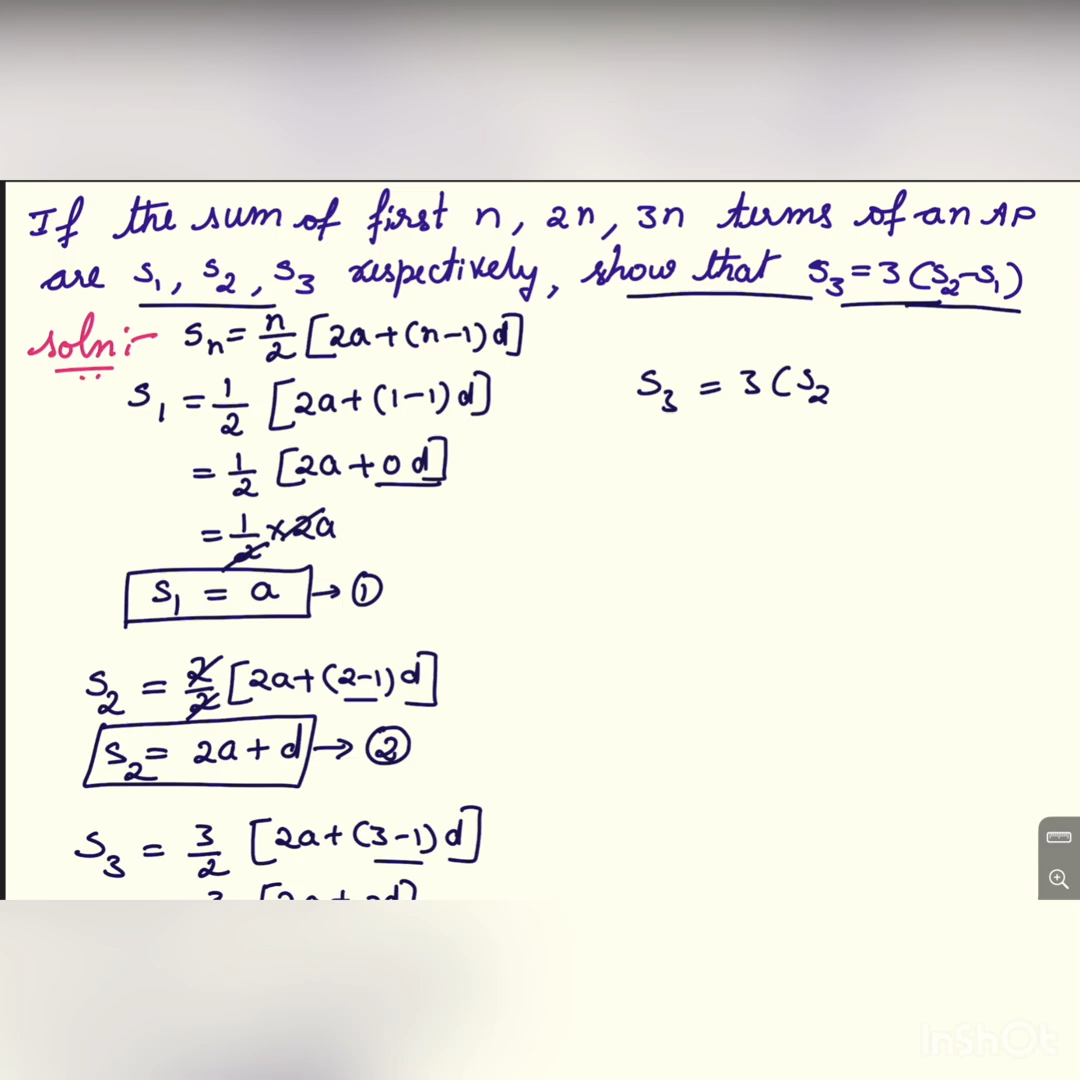 If the sum of first n, 2n, 3n terms of an AP
are S₁, S₂, S₃ respectively, show that S₃ = 3(S₂-S₁)
soln:-
Sn = n/2 [2a+(n-1)d]
S₁ = 1/2 [2a+(1-1)d]
S₃ = 3(S₂
= 1/2 [2a+0d]
= 1/2 × 2a
S₁ = a → ①
S₂ = 2/2 [2a+(2-1)d]
S₂ = 2a+d → ②
S₃ = 3/2 [2a+(3-1)d]
InShOt